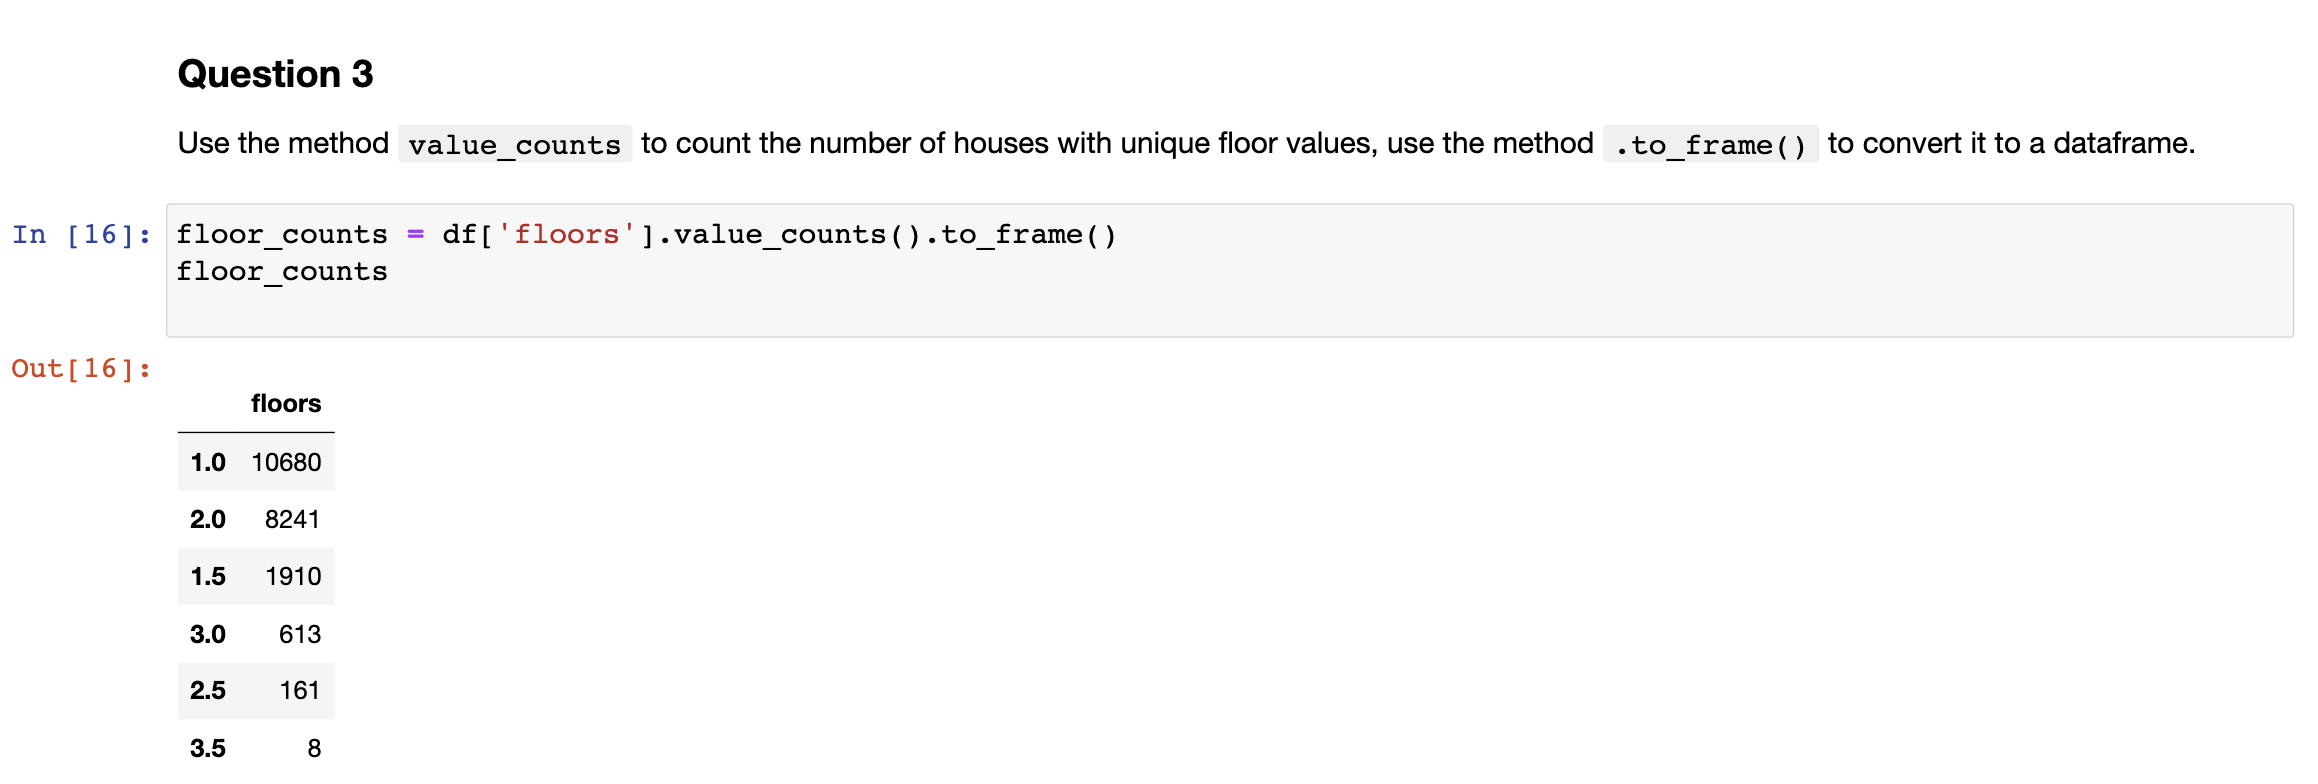 Question 3
Use the method value_counts to count the number of houses with unique floor values, use the method .to_frame() to convert it to a dataframe.
In [16]: floor_counts = df['floors'].value_counts().to_frame()
floor_counts
Out[16]:
floors
1.0 10680
2.0 8241
1.5 1910
3.0 613
2.5 161
3.5 8